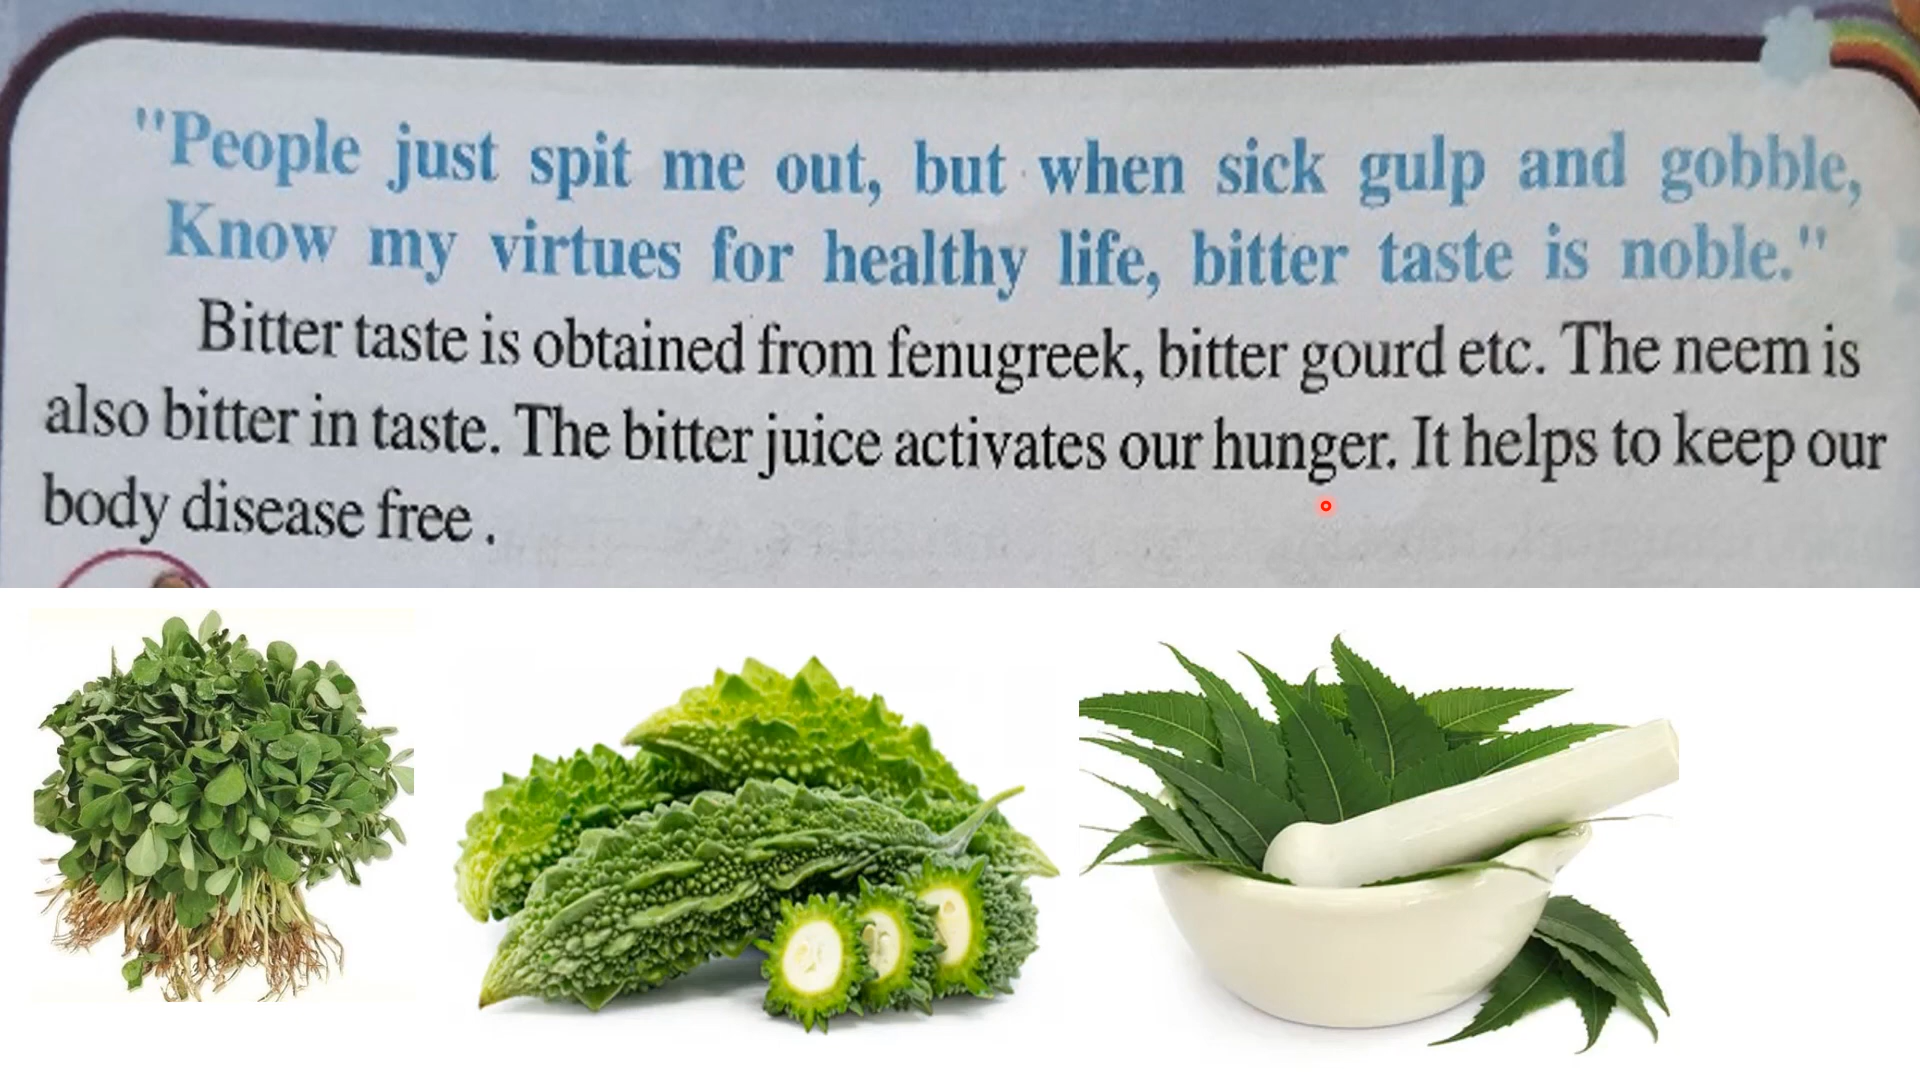 "People just spit me out, but when sick gulp and gobble,
Know my virtues for healthy life, bitter taste is noble."
Bitter taste is obtained from fenugreek, bitter gourd etc. The neem is
also bitter in taste. The bitter juice activates our hunger. It helps to keep our
body disease free .